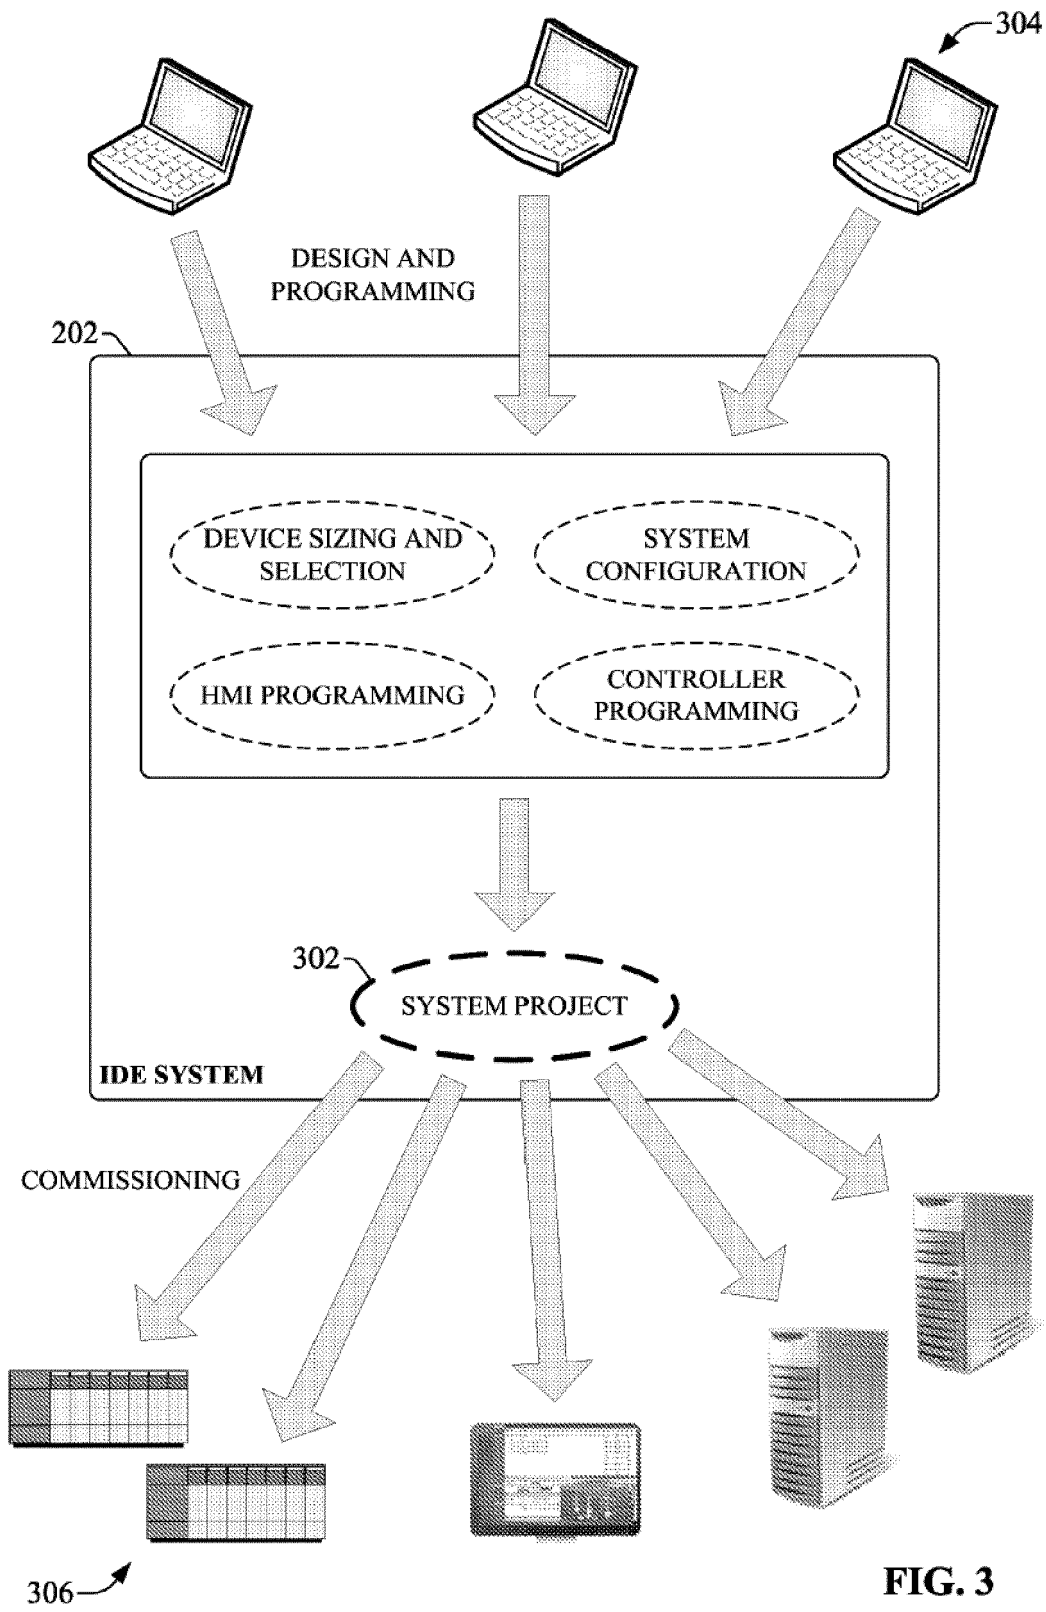 304
DESIGN AND
PROGRAMMING
202
DEVICE SIZING AND
SELECTION
SYSTEM
CONFIGURATION
HMI PROGRAMMING
CONTROLLER
PROGRAMMING
302
SYSTEM PROJECT
IDE SYSTEM
COMMISSIONING
306
FIG. 3